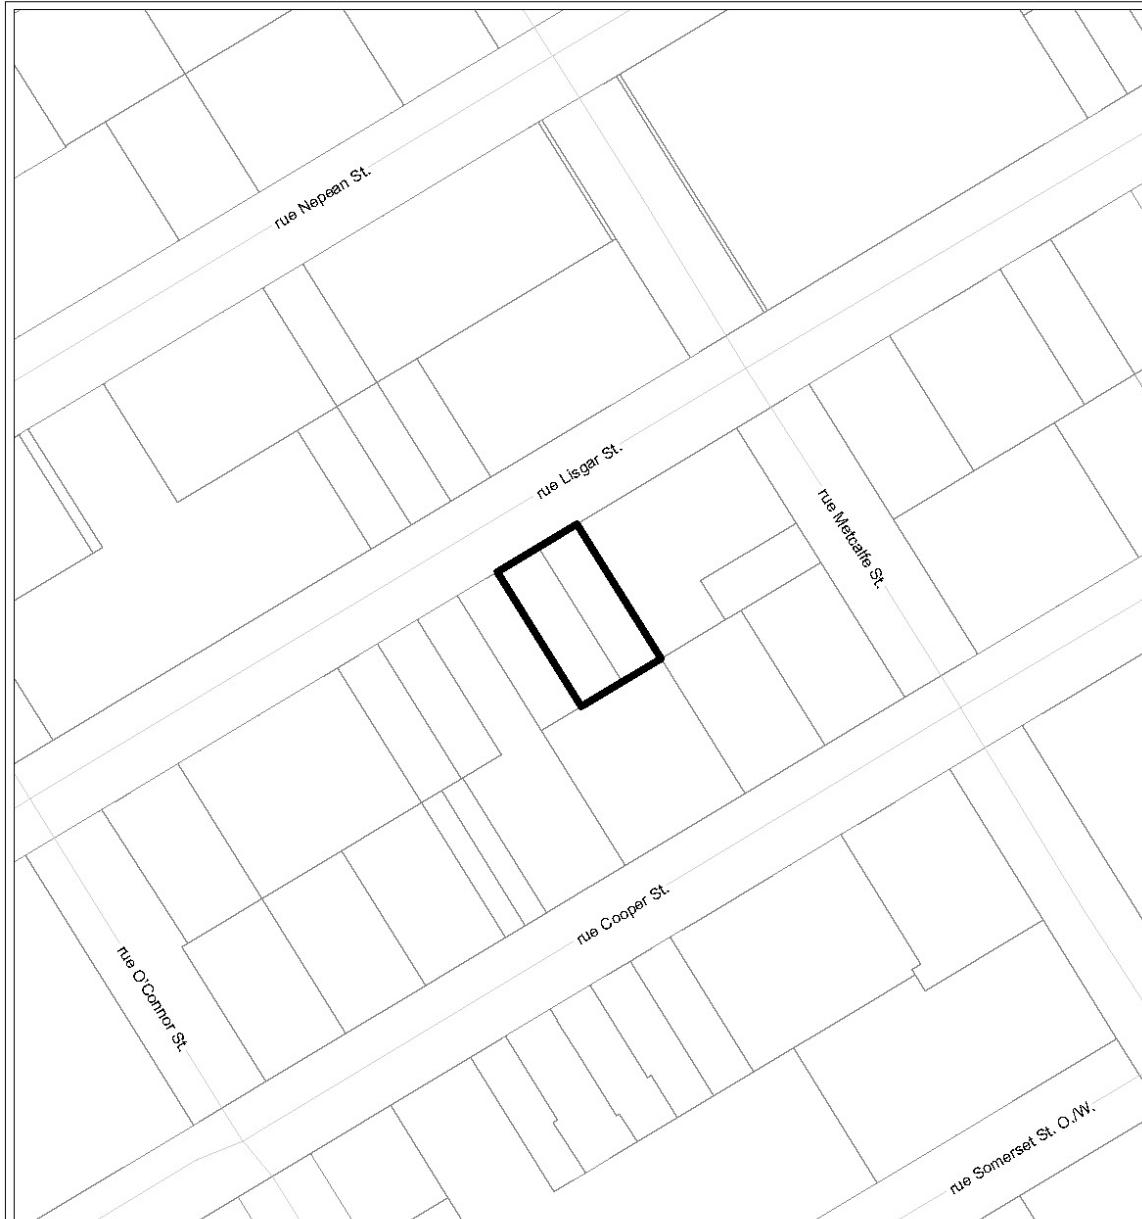 rue Nepean St.
rue Lisgar St.
rue Metcalfe St.
rue Cooper St.
rue O'Connor St.
rue Somerset St. O./W.